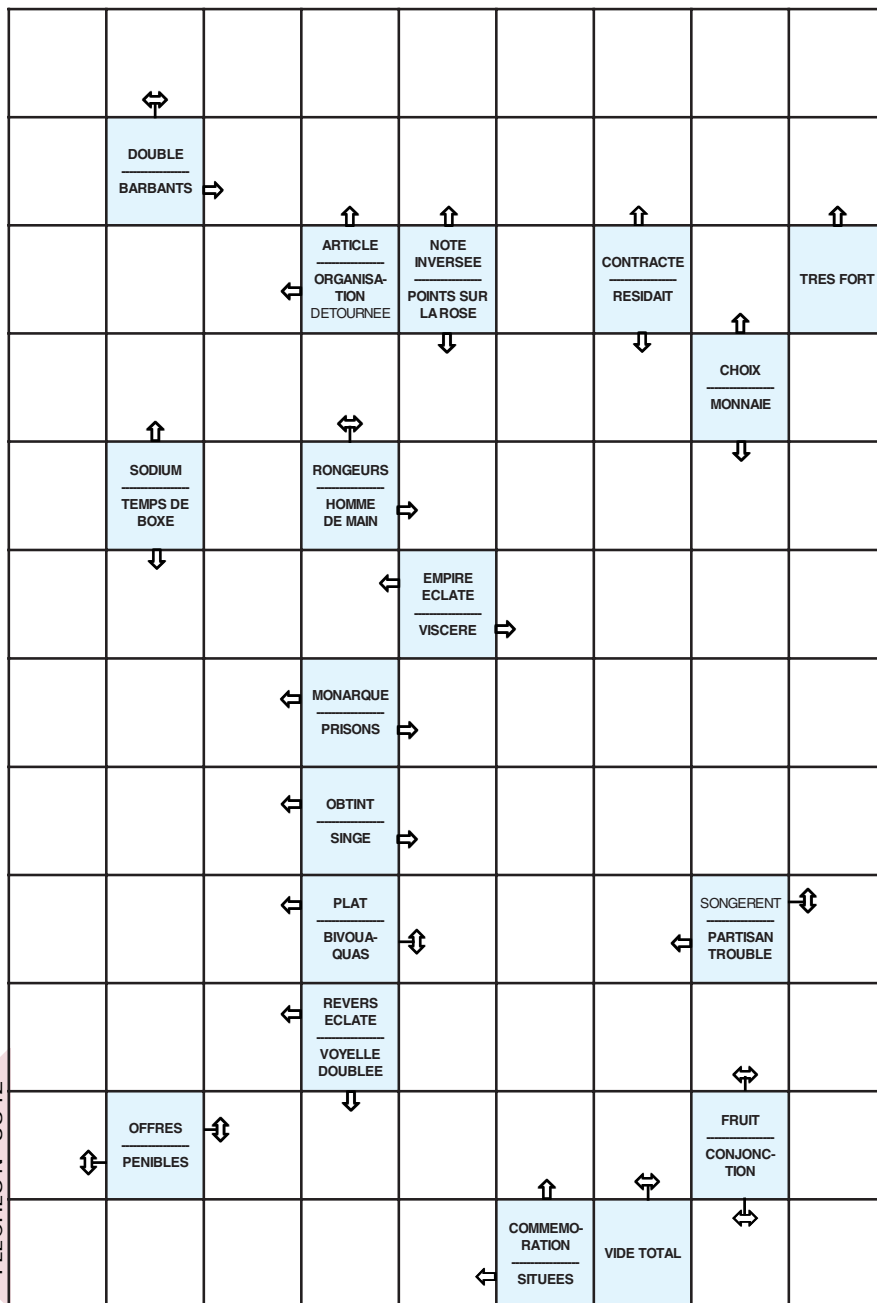 DOUBLE
BARBANTS
ARTICLE
ORGANISA-
TION
DETOURNEE
NOTE
INVERSEE
POINTS SUR
LA ROSE
CONTRACTE
RESIDAIT
TRES FORT
CHOIX
MONNAIE
SODIUM
TEMPS DE
BOXE
RONGEURS
HOMME
DE MAIN
EMPIRE
ECLATE
VISCERE
MONARQUE
PRISONS
OBTINT
SINGE
PLAT
BIVOUA-
QUAS
SONGERENT
PARTISAN
TROUBLE
REVERS
ECLATE
VOYELLE
DOUBLEE
OFFRES
PENIBLES
FRUIT
CONJONC-
TION
COMMEMO-
RATION
SITUEES
VIDE TOTAL